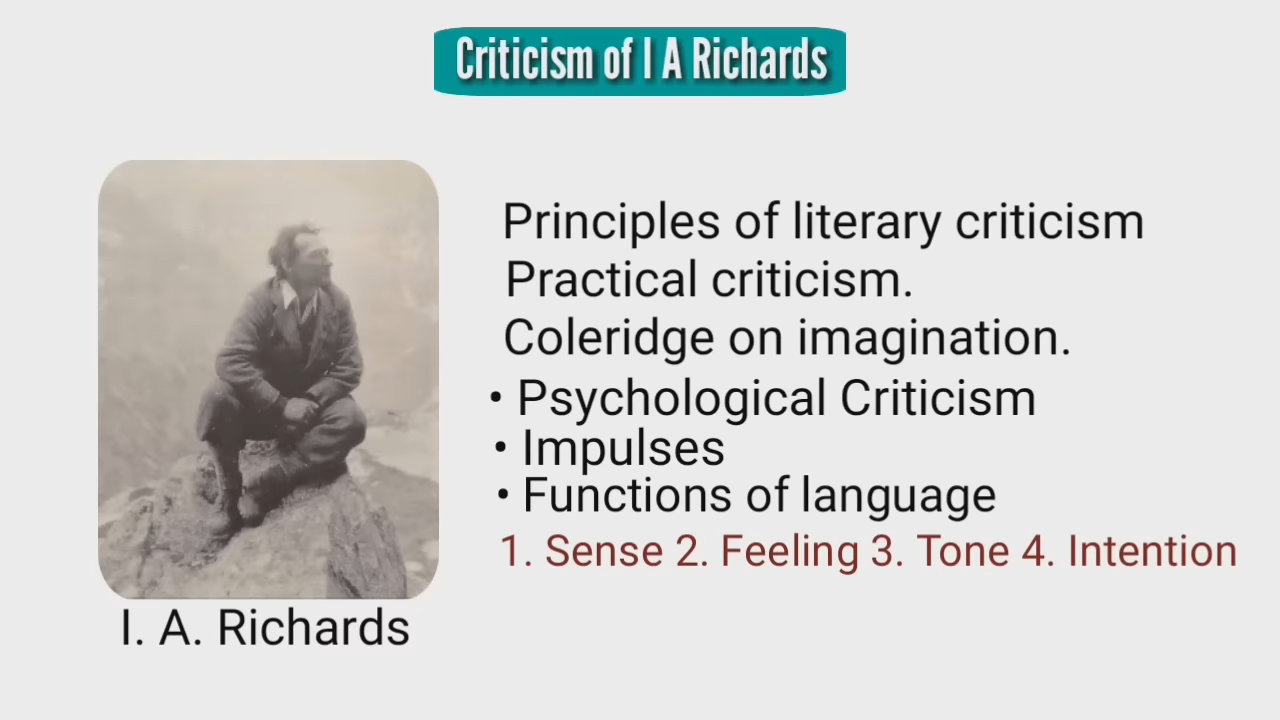 Criticism of I A Richards
Principles of literary criticism
Practical criticism.
Coleridge on imagination.
• Psychological Criticism
• Impulses
• Functions of language
1. Sense 2. Feeling 3. Tone 4. Intention
I. A. Richards